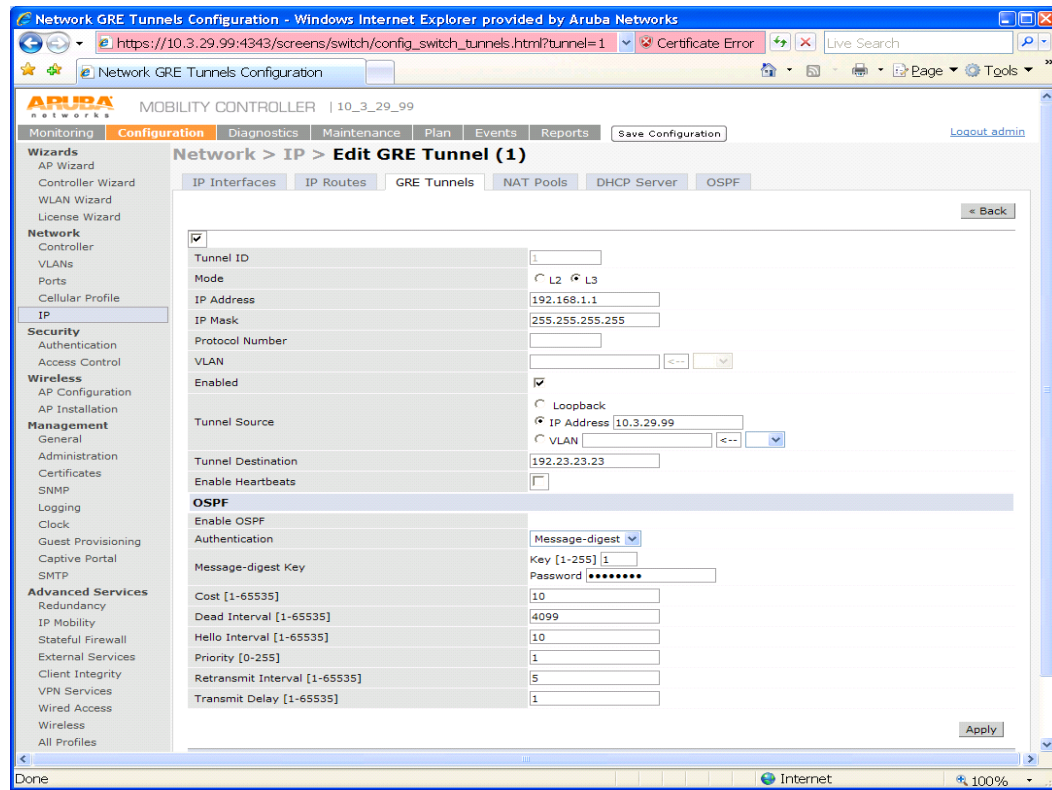 Network GRE Tunnels Configuration - Windows Internet Explorer provided by Aruba Networks
https://10.3.29.99:4343/screens/switch/config_switch_tunnels.html?tunnel=1 Certificate Error Live Search
Network GRE Tunnels Configuration Page Tools »
ARUBA networks MOBILITY CONTROLLER | 10_3_29_99
Monitoring Configuration Diagnostics Maintenance Plan Events Reports Save Configuration Logout admin
Wizards
AP Wizard
Controller Wizard
WLAN Wizard
License Wizard
Network
Controller
VLANs
Ports
Cellular Profile
IP
Security
Authentication
Access Control
Wireless
AP Configuration
AP Installation
Management
General
Administration
Certificates
SNMP
Logging
Clock
Guest Provisioning
Captive Portal
SMTP
Advanced Services
Redundancy
IP Mobility
Stateful Firewall
External Services
Client Integrity
VPN Services
Wired Access
Wireless
All Profiles
Network > IP > Edit GRE Tunnel (1)
IP Interfaces IP Routes GRE Tunnels NAT Pools DHCP Server OSPF
« Back
Tunnel ID 1
Mode L2 L3
IP Address 192.168.1.1
IP Mask 255.255.255.255
Protocol Number
VLAN <--
Enabled
Tunnel Source
Loopback
IP Address 10.3.29.99
VLAN <--
Tunnel Destination 192.23.23.23
Enable Heartbeats
OSPF
Enable OSPF
Authentication Message-digest
Message-digest Key
Key [1-255] 1
Password ••••••••
Cost [1-65535] 10
Dead Interval [1-65535] 4099
Hello Interval [1-65535] 10
Priority [0-255] 1
Retransmit Interval [1-65535] 5
Transmit Delay [1-65535] 1
Apply
Done Internet 100%